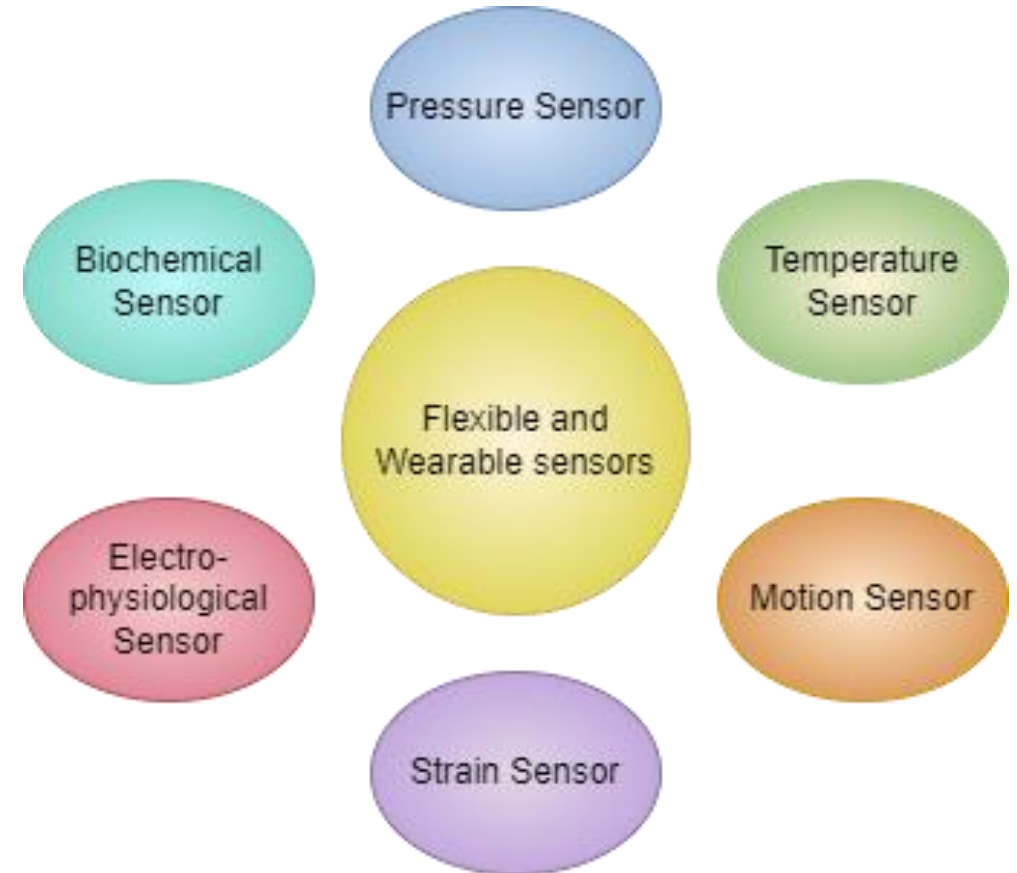 Pressure Sensor
Biochemical
Sensor
Temperature
Sensor
Flexible and
Wearable sensors
Electro-
physiological
Sensor
Motion Sensor
Strain Sensor